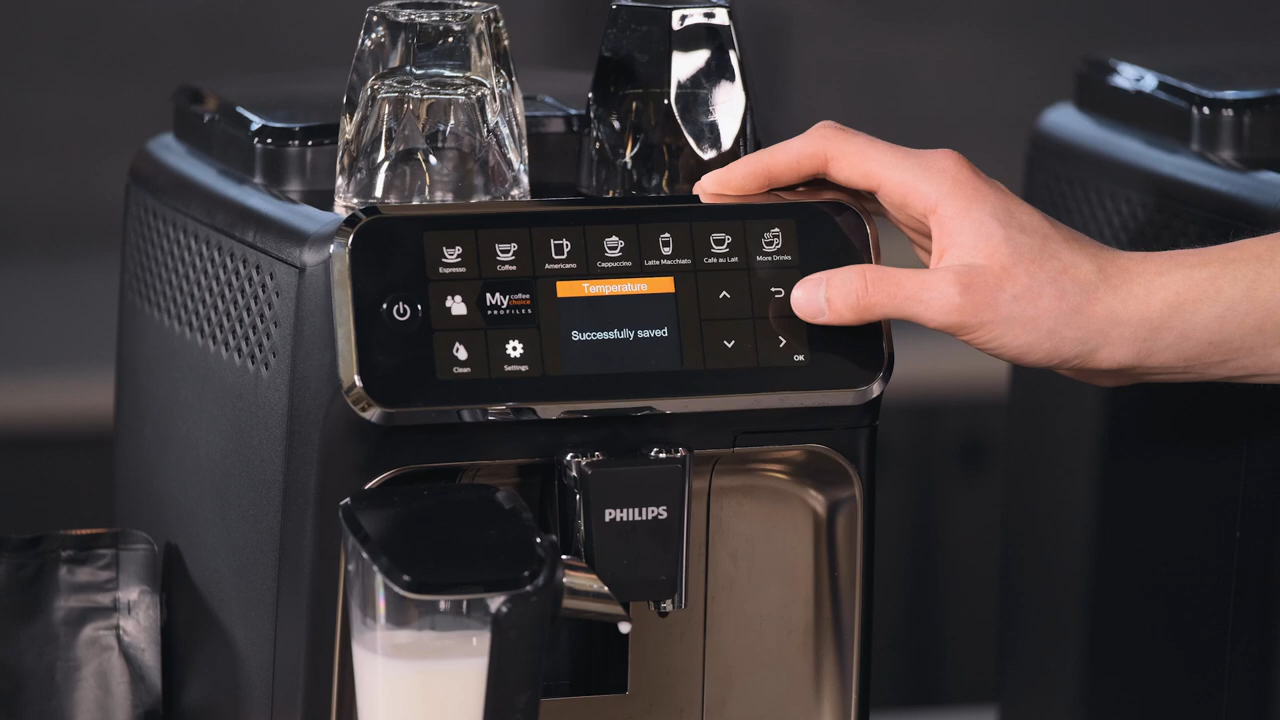 Espresso
Coffee
Americano
Cappuccino
Latte Macchiato
Café au Lait
More Drinks
My coffee choice
PROFILES
Temperature
Successfully saved
Clean
Settings
OK
PHILIPS